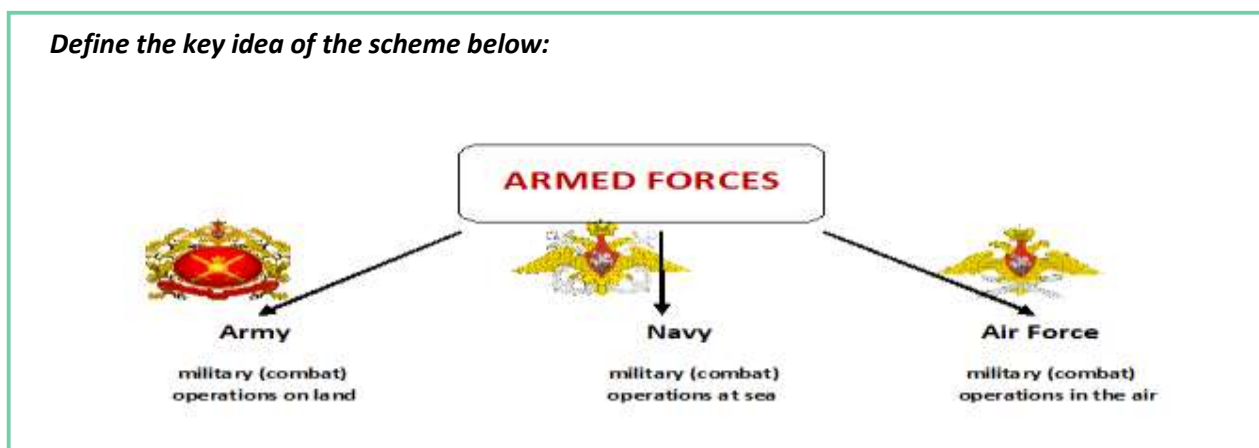 Define the key idea of the scheme below:
ARMED FORCES
Army
military (combat)
operations on land
Navy
military (combat)
operations at sea
Air Force
military (combat)
operations in the air